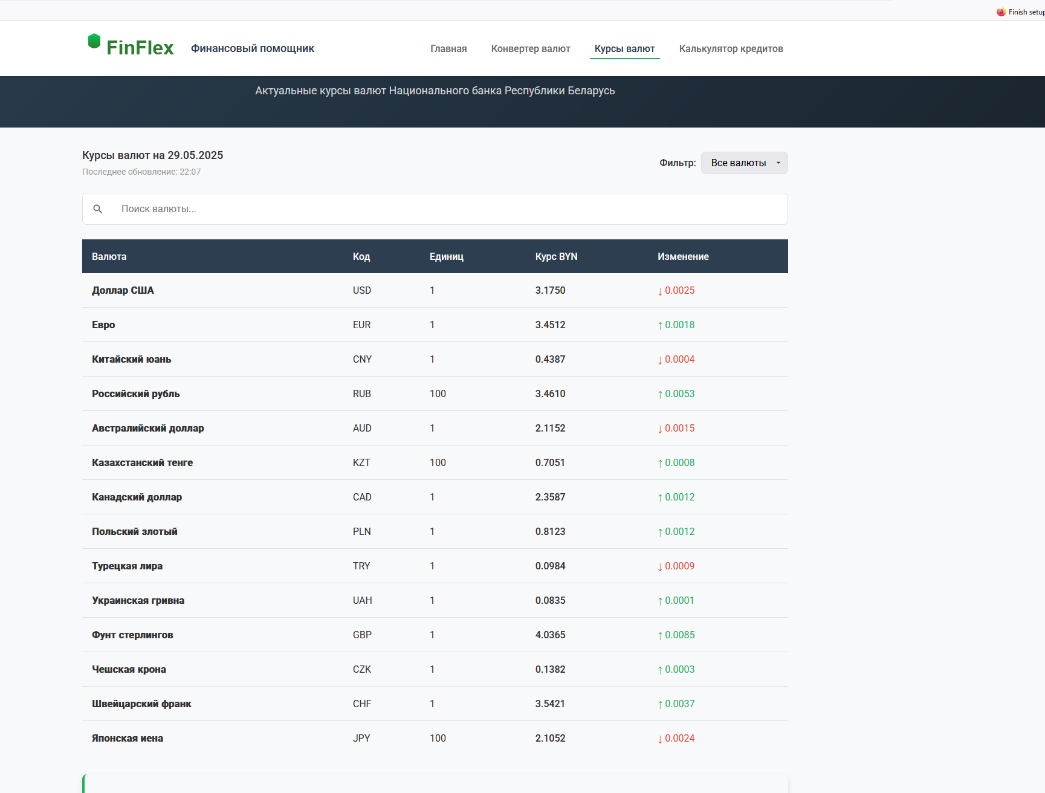 Finish setup
FinFlex Финансовый помощник Главная Конвертер валют Курсы валют Калькулятор кредитов
Актуальные курсы валют Национального банка Республики Беларусь
Курсы валют на 29.05.2025
Последнее обновление: 22:07
Фильтр: Все валюты
Поиск валюты...
Валюта Код Единиц Курс BYN Изменение
Доллар США USD 1 3.1750 ↓ 0.0025
Евро EUR 1 3.4512 ↑ 0.0018
Китайский юань CNY 1 0.4387 ↓ 0.0004
Российский рубль RUB 100 3.4610 ↑ 0.0053
Австралийский доллар AUD 1 2.1152 ↓ 0.0015
Казахстанский тенге KZT 100 0.7051 ↑ 0.0008
Канадский доллар CAD 1 2.3587 ↑ 0.0012
Польский злотый PLN 1 0.8123 ↑ 0.0012
Турецкая лира TRY 1 0.0984 ↓ 0.0009
Украинская гривна UAH 1 0.0835 ↑ 0.0001
Фунт стерлингов GBP 1 4.0365 ↑ 0.0085
Чешская крона CZK 1 0.1382 ↑ 0.0003
Швейцарский франк CHF 1 3.5421 ↑ 0.0037
Японская иена JPY 100 2.1052 ↓ 0.0024